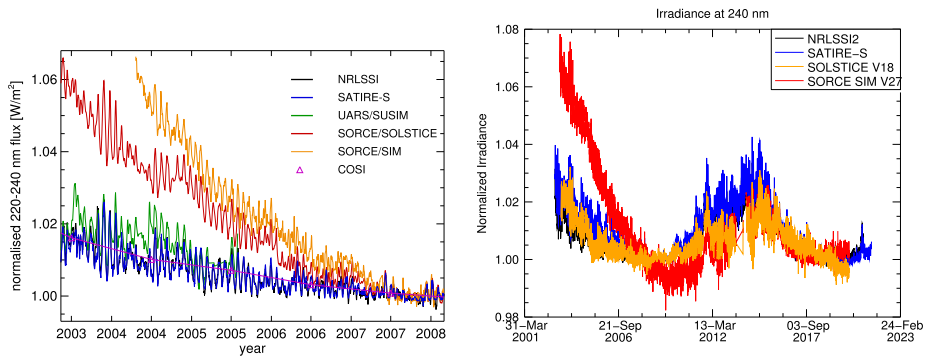 normalised 220-240 nm flux [W/m²]
1.06
1.04
1.02
1.00
NRLSSI
SATIRE-S
UARS/SUSIM
SORCE/SOLSTICE
SORCE/SIM
COSI
2003 2004 2004 2005 2005 2006 2006 2007 2007 2008
year
Irradiance at 240 nm
Normalized Irradiance
1.08
1.06
1.04
1.02
1.00
0.98
NRLSSI2
SATIRE-S
SOLSTICE V18
SORCE SIM V27
31-Mar 21-Sep 13-Mar 03-Sep 24-Feb
2001 2006 2012 2017 2023